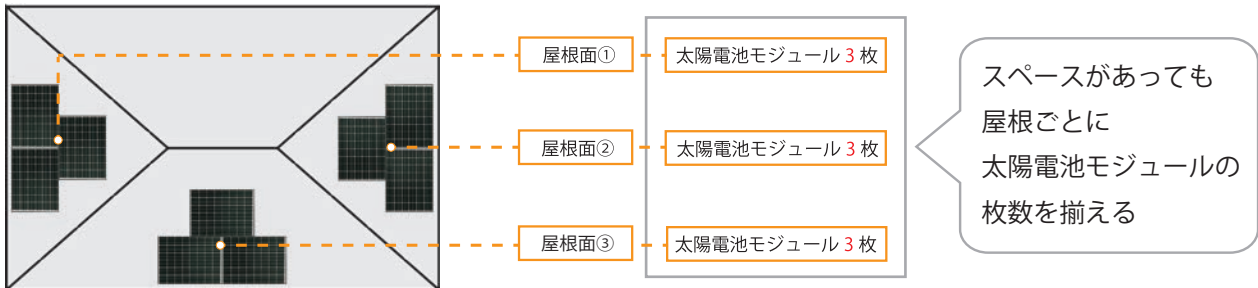 屋根面①
太陽電池モジュール 3 枚
屋根面②
太陽電池モジュール 3 枚
屋根面③
太陽電池モジュール 3 枚
スペースがあっても
屋根ごとに
太陽電池モジュールの
枚数を揃える